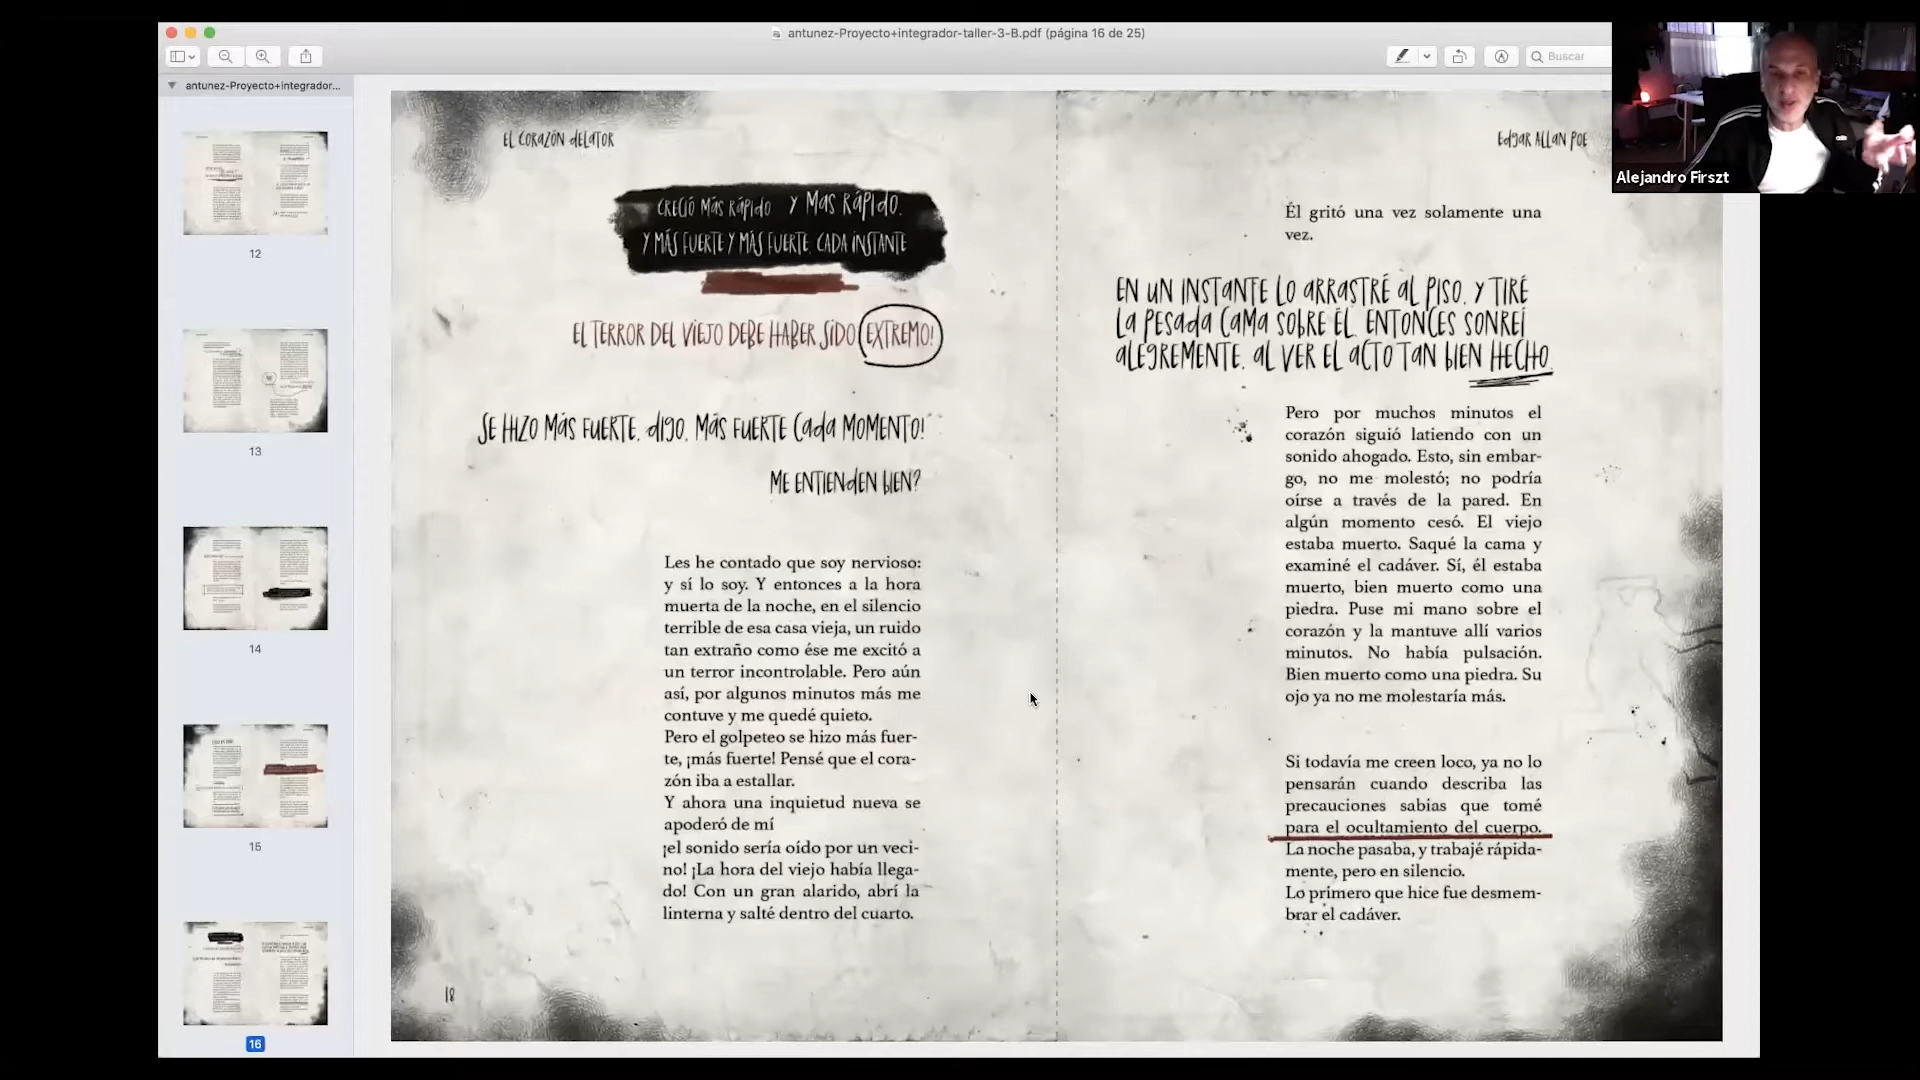 antunez-Proyecto+integrador-taller-3-B.pdf (página 16 de 25)
Buscar
antunez-Proyecto+integrador...
12
13
14
15
16
Alejandro Firszt
EL CORAZÓN DELATOR
CRECIÓ MÁS RÁPIDO Y MAS RÁPIDO.
Y MÁS FUERTE Y MÁS FUERTE, CADA INSTANTE
EL TERROR DEL VIEJO DEBE HABER SIDO EXTREMO!
SE HIZO MÁS FUERTE, DIGO, MÁS FUERTE CADA MOMENTO!
ME ENTIENDEN BIEN?
Les he contado que soy nervioso:
y sí lo soy. Y entonces a la hora
muerta de la noche, en el silencio
terrible de esa casa vieja, un ruido
tan extraño como ése me excitó a
un terror incontrolable. Pero aún
así, por algunos minutos más me
contuve y me quedé quieto.
Pero el golpeteo se hizo más fuer-
te, ¡más fuerte! Pensé que el cora-
zón iba a estallar.
Y ahora una inquietud nueva se
apoderó de mí
¡el sonido sería oído por un veci-
no! ¡La hora del viejo había llega-
do! Con un gran alarido, abrí la
linterna y salté dentro del cuarto.
18
EDGAR ALLAN POE
Él gritó una vez solamente una
vez.
EN UN INSTANTE LO ARRASTRÉ AL PISO, Y TIRÉ
LA PESADA CAMA SOBRE ÉL. ENTONCES SONREÍ
ALEGREMENTE, AL VER EL ACTO TAN BIEN HECHO.
Pero por muchos minutos el
corazón siguió latiendo con un
sonido ahogado. Esto, sin embar-
go, no me molestó; no podría
oírse a través de la pared. En
algún momento cesó. El viejo
estaba muerto. Saqué la cama y
examiné el cadáver. Sí, él estaba
muerto, bien muerto como una
piedra. Puse mi mano sobre el
corazón y la mantuve allí varios
minutos. No había pulsación.
Bien muerto como una piedra. Su
ojo ya no me molestaría más.
Si todavía me creen loco, ya no lo
pensarán cuando describa las
precauciones sabias que tomé
para el ocultamiento del cuerpo.
La noche pasaba, y trabajé rápida-
mente, pero en silencio.
Lo primero que hice fue desmem-
brar el cadáver.